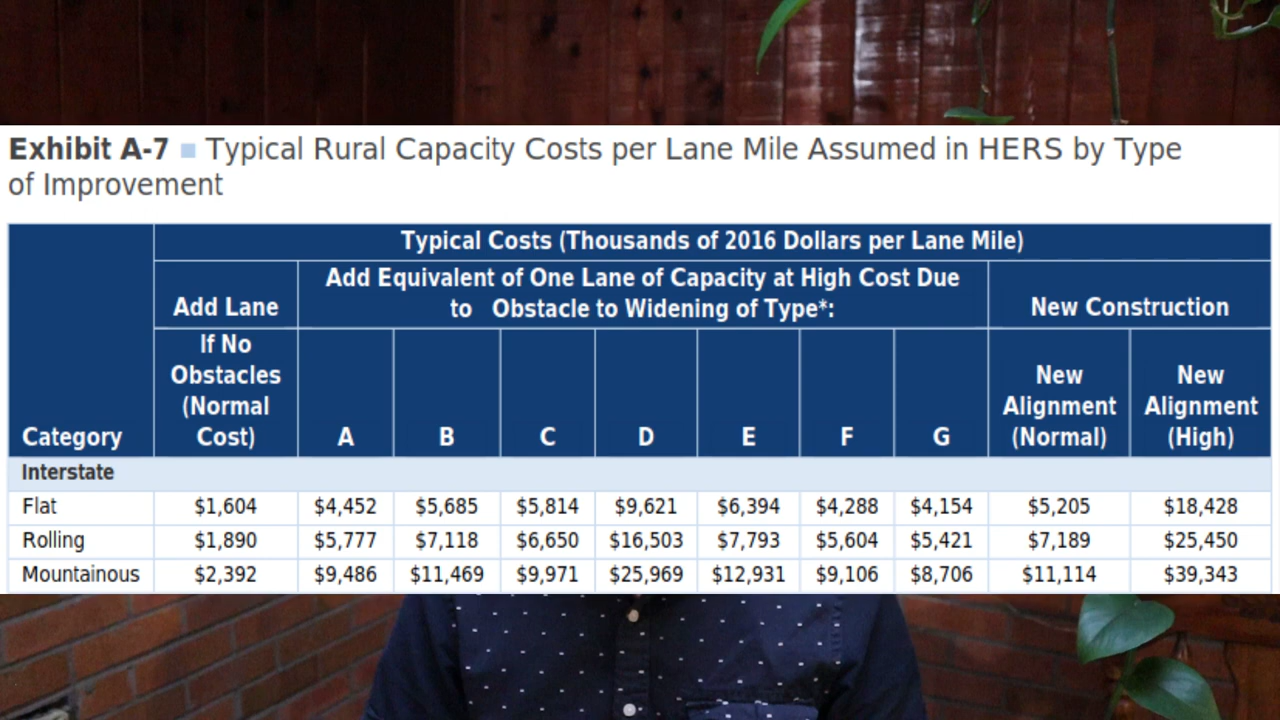 Exhibit A-7 ■ Typical Rural Capacity Costs per Lane Mile Assumed in HERS by Type
of Improvement
Typical Costs (Thousands of 2016 Dollars per Lane Mile)
Add Equivalent of One Lane of Capacity at High Cost Due
to Obstacle to Widening of Type*:
Add Lane
New Construction
If No
Obstacles
(Normal
Cost)
New
Alignment
(Normal)
New
Alignment
(High)
Category A B C D E F G
Interstate
Flat $1,604 $4,452 $5,685 $5,814 $9,621 $6,394 $4,288 $4,154 $5,205 $18,428
Rolling $1,890 $5,777 $7,118 $6,650 $16,503 $7,793 $5,604 $5,421 $7,189 $25,450
Mountainous $2,392 $9,486 $11,469 $9,971 $25,969 $12,931 $9,106 $8,706 $11,114 $39,343